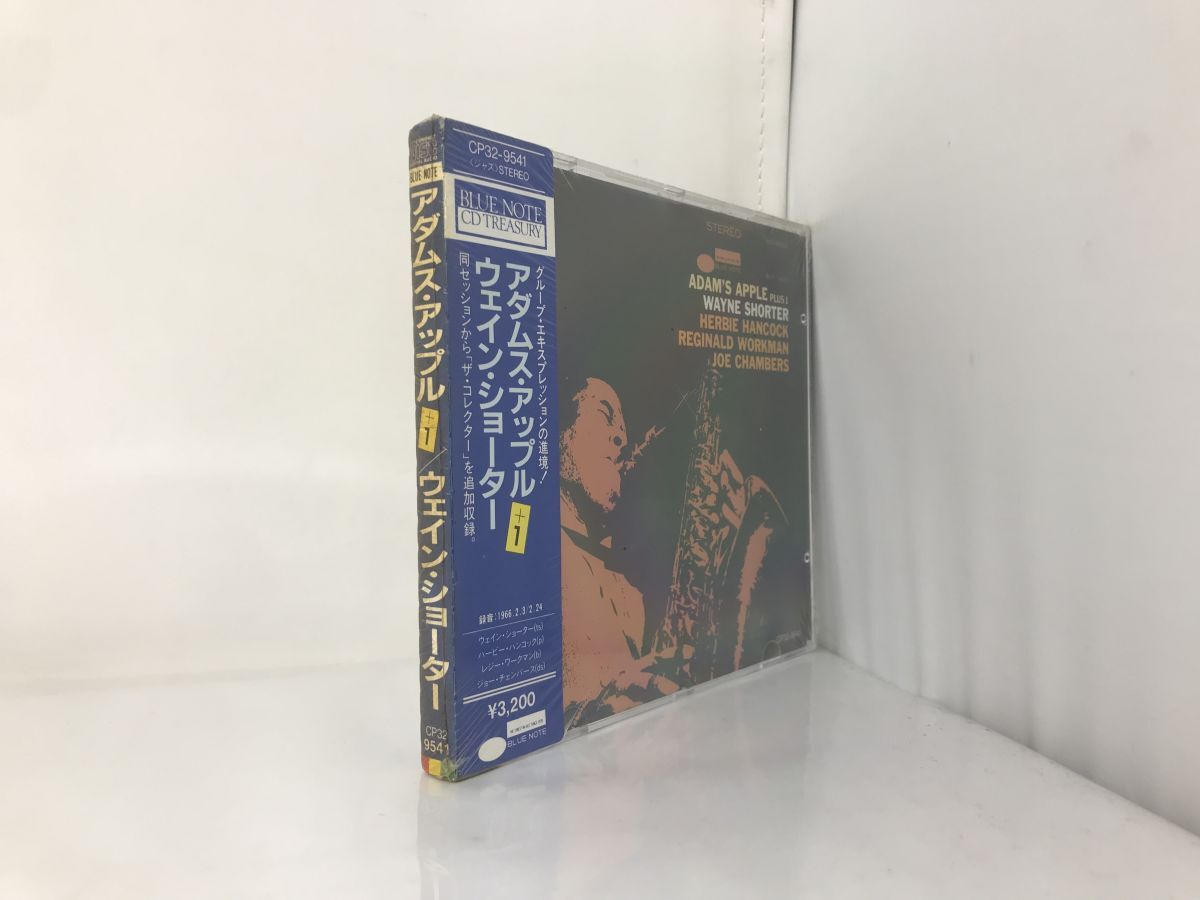 BLUE NOTE
アダムス・アップル
+1
／ウェイン・ショーター
CP32
9541
CP32-9541
〈ジャズ〉STEREO
BLUE NOTE
CD TREASURY
グループ・エキスプレッションの進境!
アダムス・アップル
+1
ウェイン・ショーター
同セッションから「ザ・コレクター」を追加収録。
録音:1966.2.3/2.24
ウェイン・ショーター(ts)
ハービー・ハンコック(p)
レジー・ワークマン(b)
ジョー・チェンバース(ds)
¥3,200
BLUE NOTE
STEREO
BLUE NOTE
ADAM'S APPLE PLUS 1
WAYNE SHORTER
HERBIE HANCOCK
REGINALD WORKMAN
JOE CHAMBERS